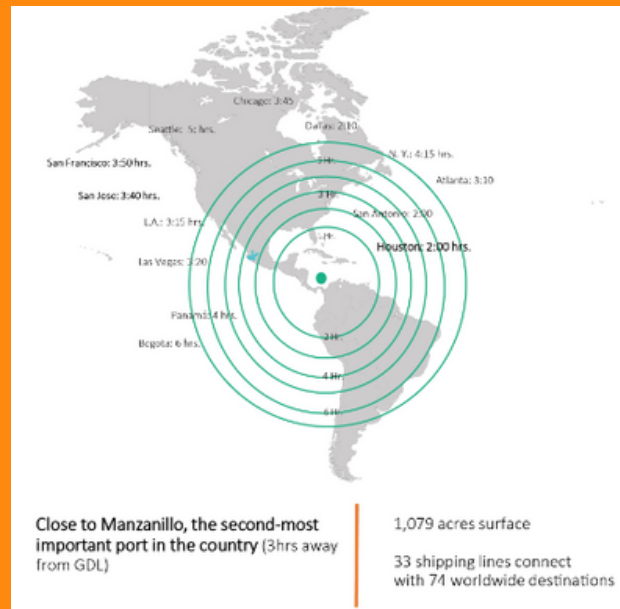 Chicago: 3:45
Seattle: 5: hrs.
Dallas: 2:10
N. Y.: 4:15 hrs.
San Francisco: 3:50 hrs.
Atlanta: 3:10
San Jose: 3:40 hrs.
3 Hr.
San Antonio: 2:00
L.A.: 3:15 hrs.
Hr.
Houston: 2:00 hrs.
Las Vegas: 3:20
Panamá: 4 hrs.
2 Hr.
Bogota: 6 hrs.
4 Hr.
6 Hr.
Close to Manzanillo, the second-most
important port in the country (3hrs away
from GDL)
1,079 acres surface
33 shipping lines connect
with 74 worldwide destinations